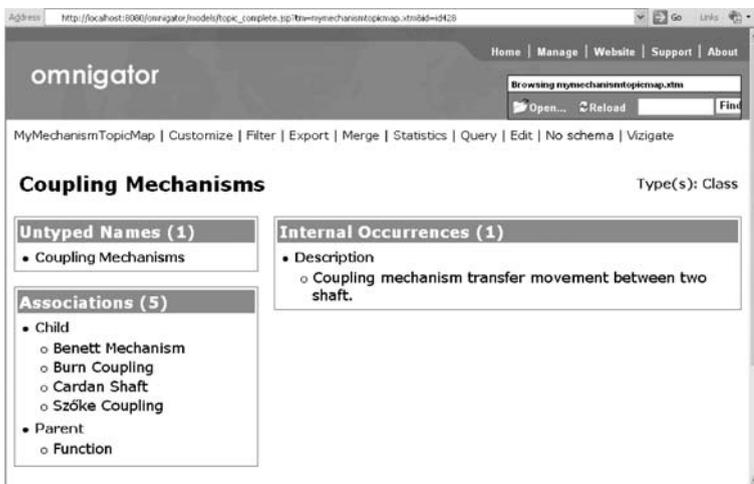 Address http://localhost:8080/omnigator/models/topic_complete.jsp?tm=mymechanismtopicmap.xtm&id=id428 Go Links
Home | Manage | Website | Support | About
omnigator
Browsing mymechanismtopicmap.xtm
Open... Reload Find
MyMechanismTopicMap | Customize | Filter | Export | Merge | Statistics | Query | Edit | No schema | Vizigate
Coupling Mechanisms
Type(s): Class
Untyped Names (1)
• Coupling Mechanisms
Associations (5)
• Child
o Benett Mechanism
o Burn Coupling
o Cardan Shaft
o Szőke Coupling
• Parent
o Function
Internal Occurrences (1)
• Description
o Coupling mechanism transfer movement between two
shaft.